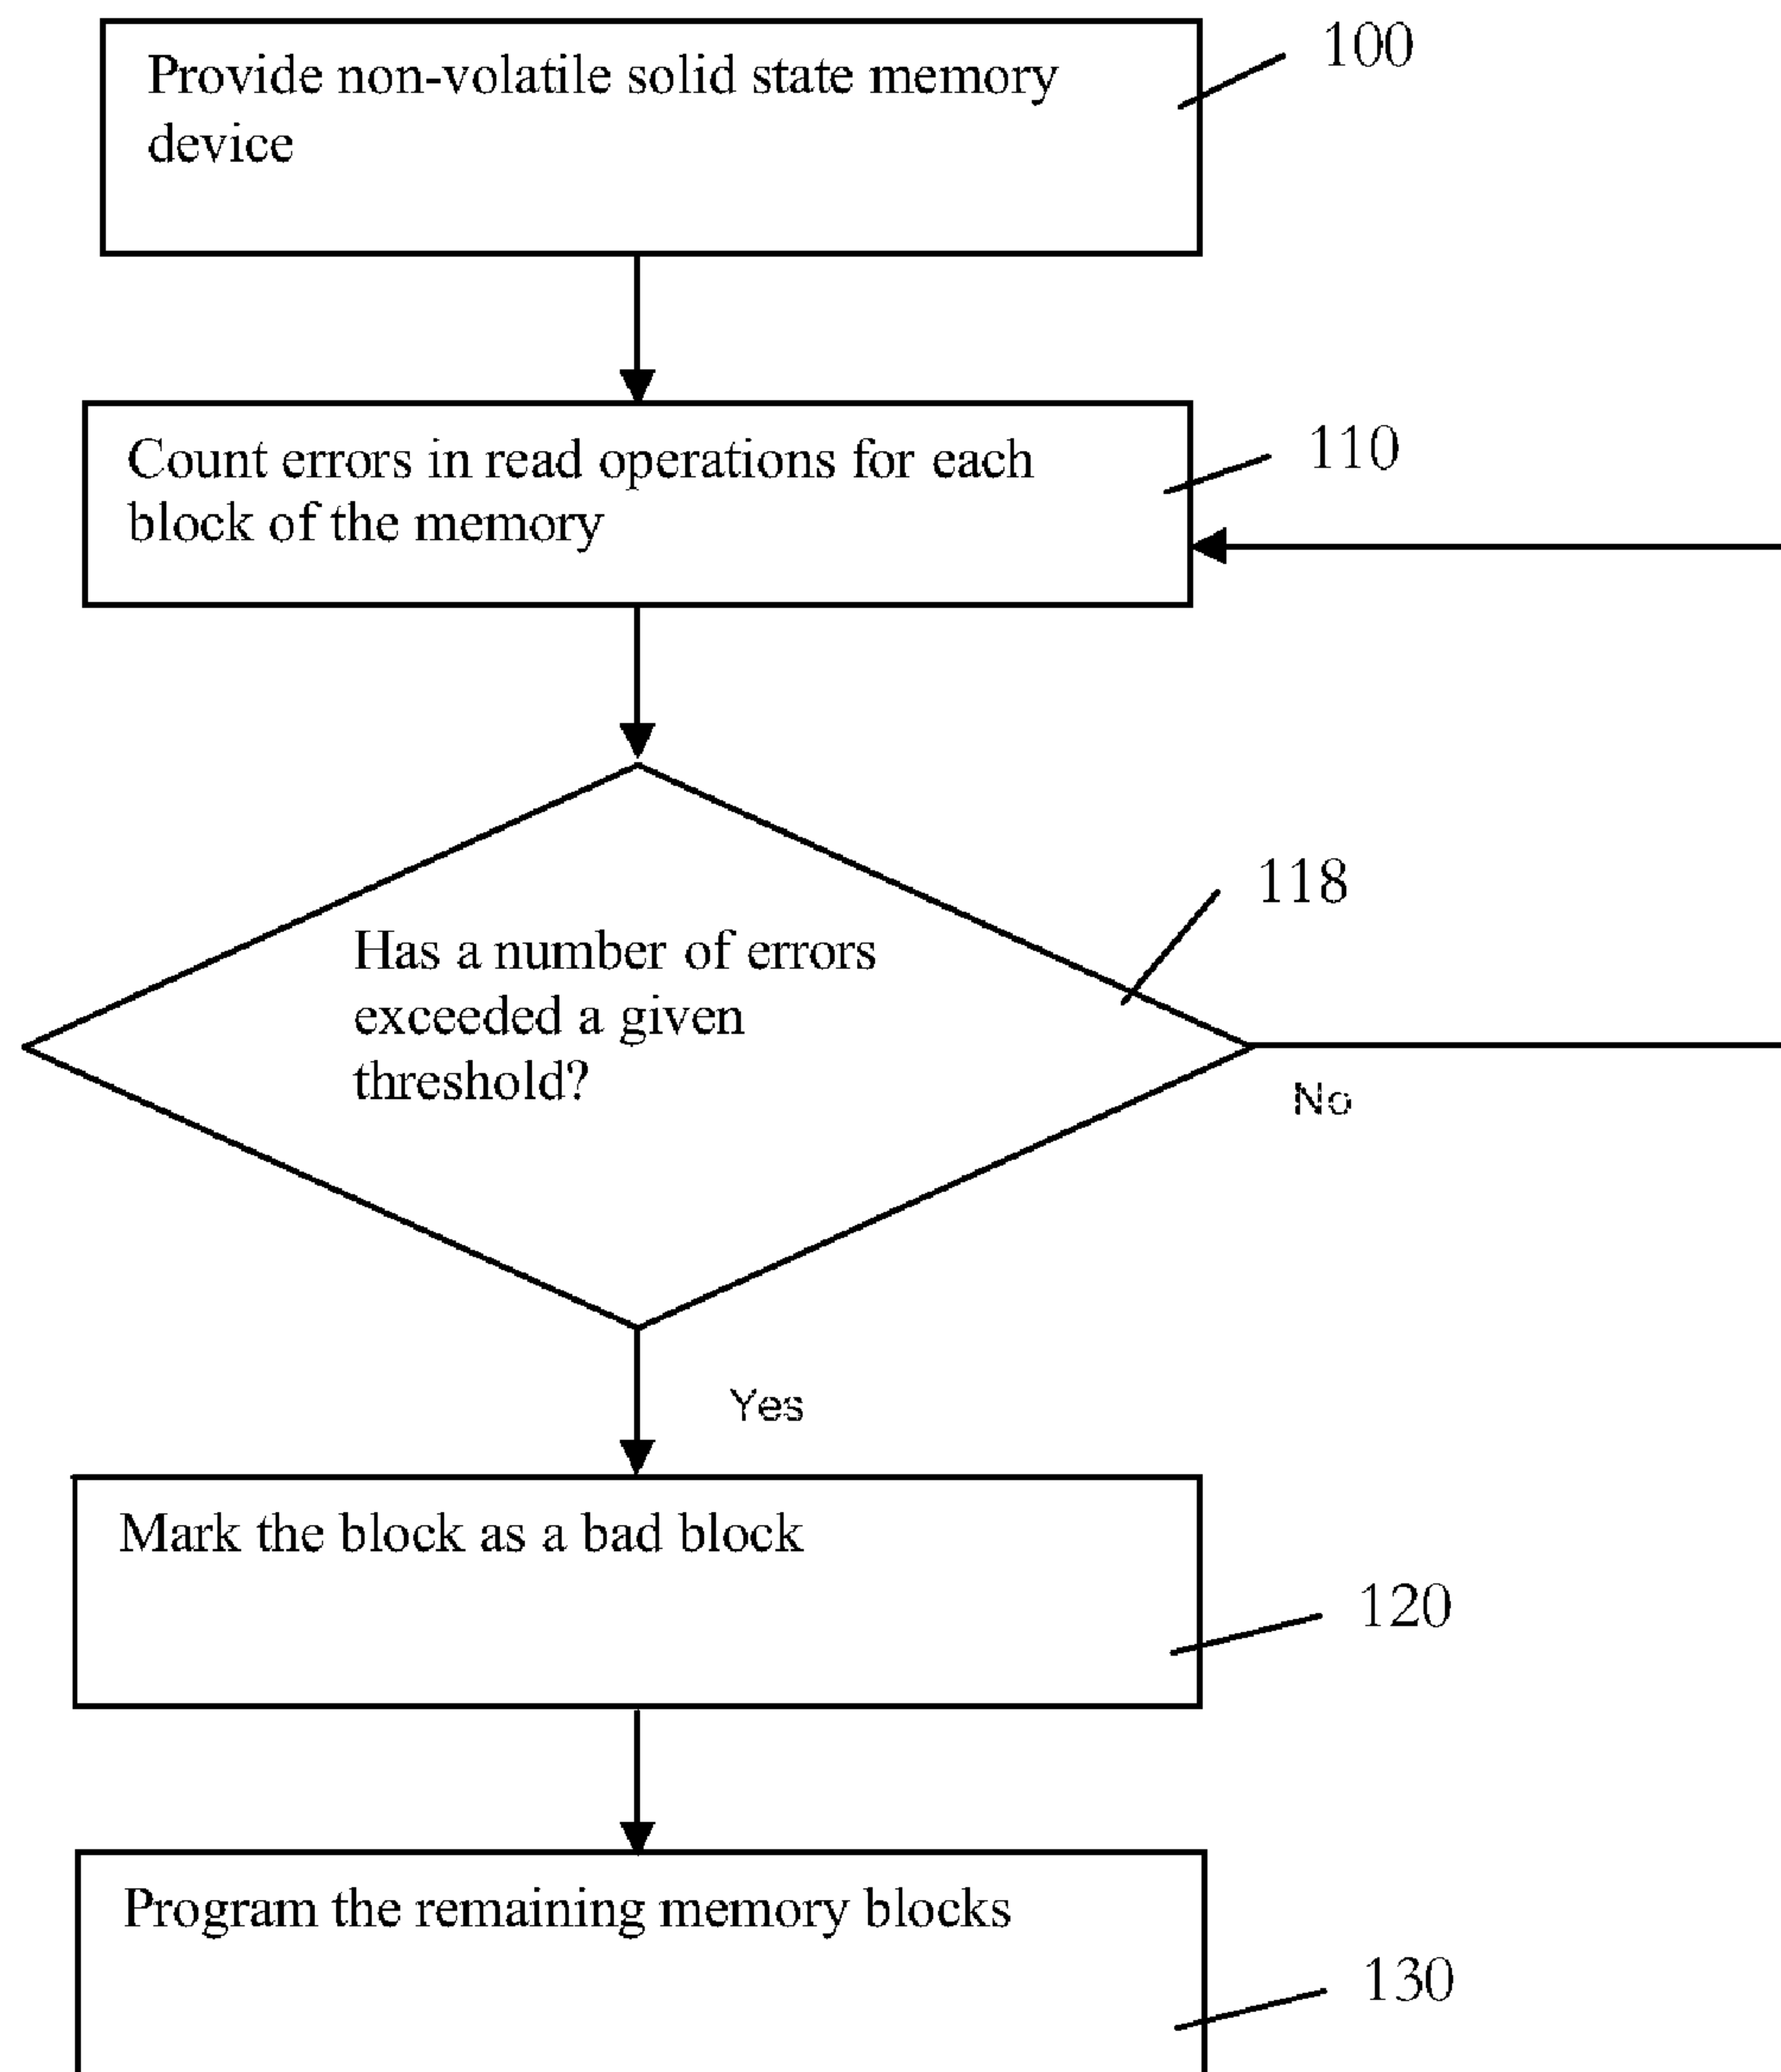 Provide non-volatile solid state memory
device
100
Count errors in read operations for each
block of the memory
110
Has a number of errors
exceeded a given
threshold?
118
No
Yes
Mark the block as a bad block
120
Program the remaining memory blocks
130